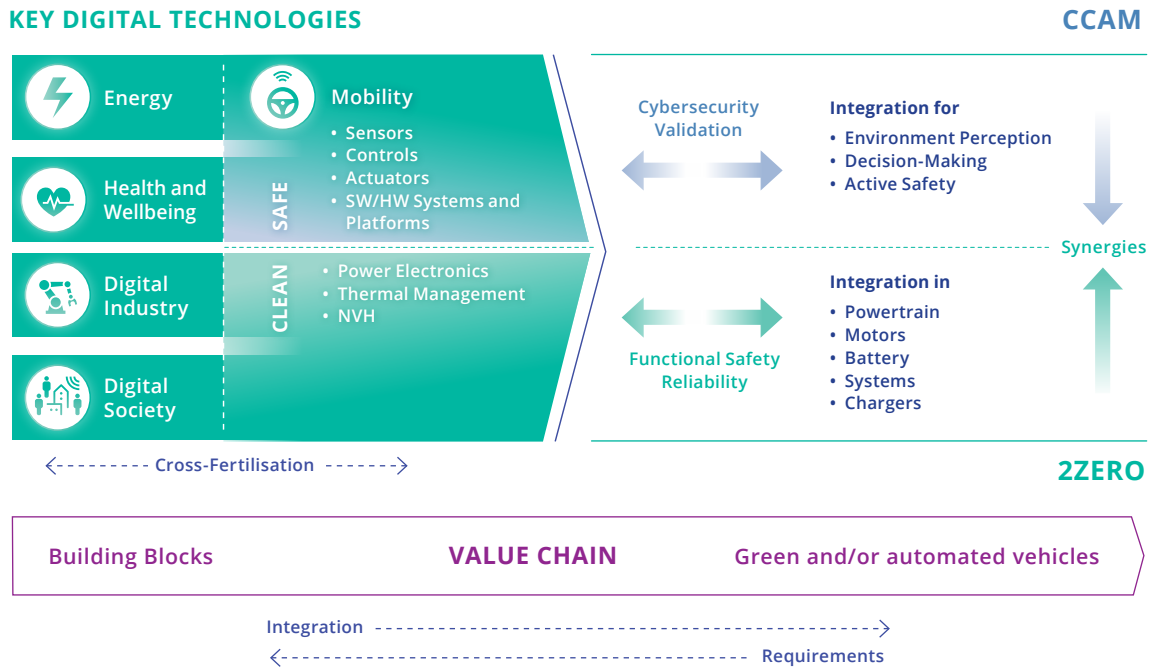 KEY DIGITAL TECHNOLOGIES
CCAM
Energy
Health and
Wellbeing
Digital
Industry
Digital
Society
Mobility
• Sensors
• Controls
• Actuators
• SW/HW Systems and
Platforms
SAFE
CLEAN
• Power Electronics
• Thermal Management
• NVH
Cybersecurity
Validation
Integration for
• Environment Perception
• Decision-Making
• Active Safety
Synergies
Functional Safety
Reliability
Integration in
• Powertrain
• Motors
• Battery
• Systems
• Chargers
Cross-Fertilisation
2ZERO
Building Blocks
VALUE CHAIN
Green and/or automated vehicles
Integration
Requirements